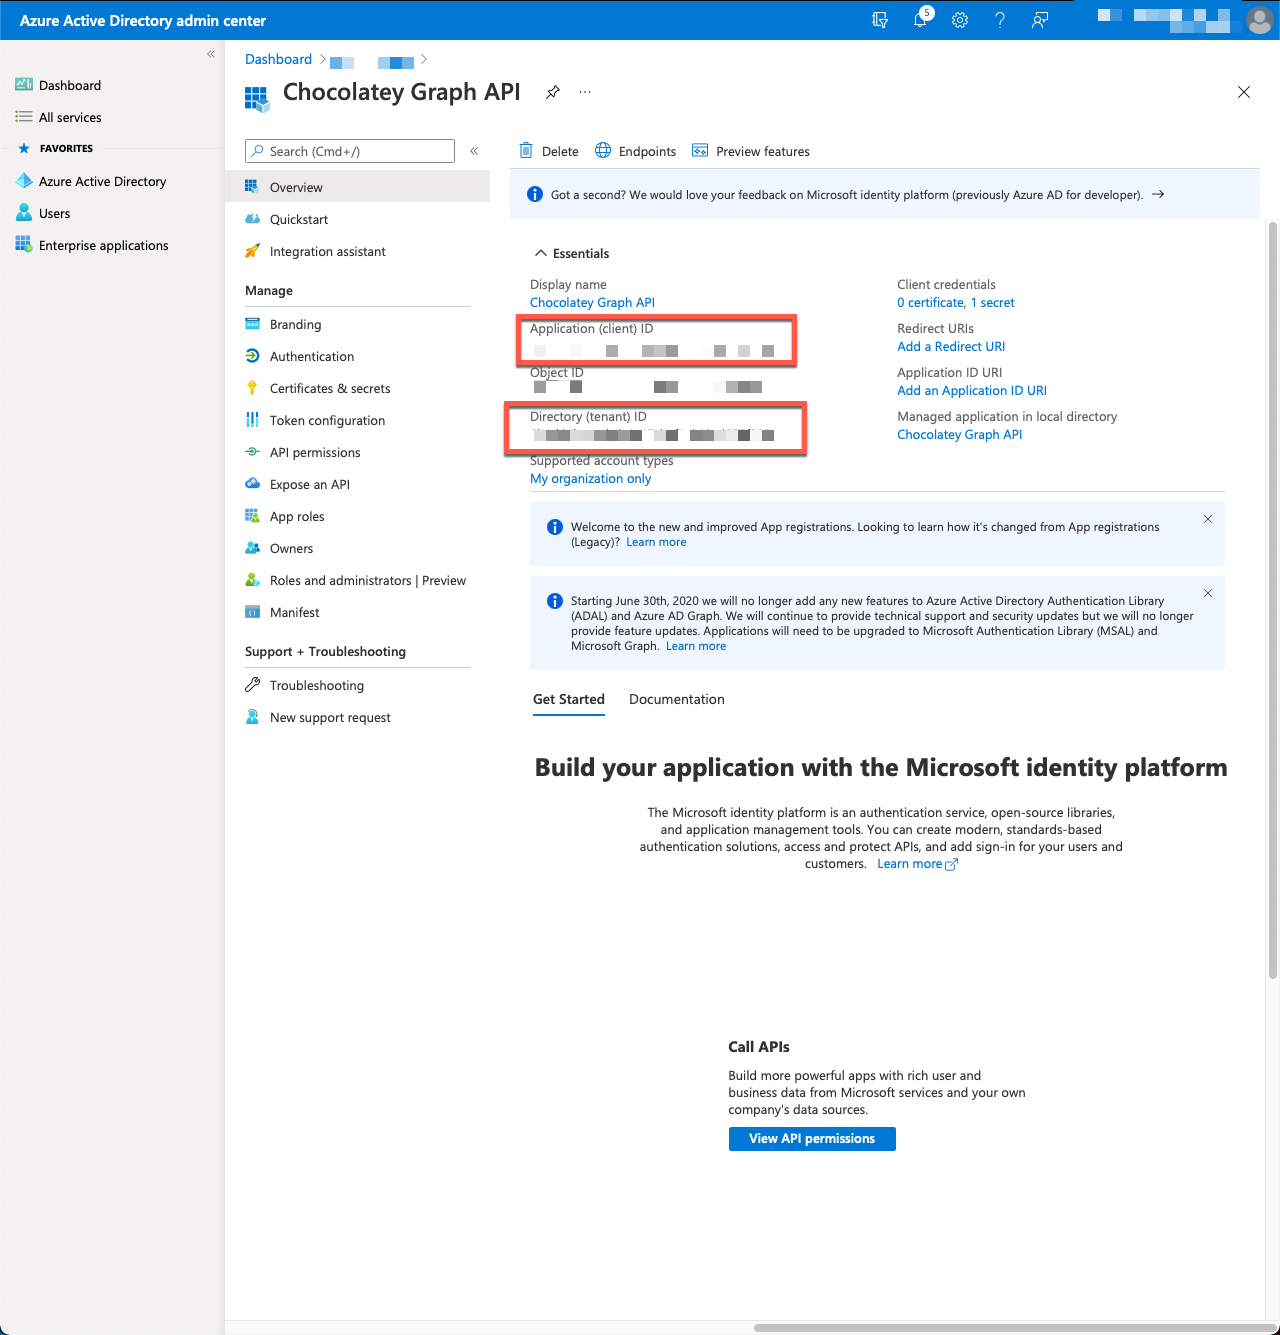 Azure Active Directory admin center
5
Dashboard
All services
FAVORITES
Azure Active Directory
Users
Enterprise applications
Dashboard
Chocolatey Graph API
Search (Cmd+/)
Overview
Quickstart
Integration assistant
Manage
Branding
Authentication
Certificates & secrets
Token configuration
API permissions
Expose an API
App roles
Owners
Roles and administrators | Preview
Manifest
Support + Troubleshooting
Troubleshooting
New support request
Delete
Endpoints
Preview features
Got a second? We would love your feedback on Microsoft identity platform (previously Azure AD for developer).
Essentials
Display name
Chocolatey Graph API
Application (client) ID
Object ID
Directory (tenant) ID
Supported account types
My organization only
Client credentials
0 certificate, 1 secret
Redirect URIs
Add a Redirect URI
Application ID URI
Add an Application ID URI
Managed application in local directory
Chocolatey Graph API
Welcome to the new and improved App registrations. Looking to learn how it's changed from App registrations
(Legacy)? Learn more
Starting June 30th, 2020 we will no longer add any new features to Azure Active Directory Authentication Library
(ADAL) and Azure AD Graph. We will continue to provide technical support and security updates but we will no longer
provide feature updates. Applications will need to be upgraded to Microsoft Authentication Library (MSAL) and
Microsoft Graph. Learn more
Get Started
Documentation
Build your application with the Microsoft identity platform
The Microsoft identity platform is an authentication service, open-source libraries,
and application management tools. You can create modern, standards-based
authentication solutions, access and protect APIs, and add sign-in for your users and
customers. Learn more
Call APIs
Build more powerful apps with rich user and
business data from Microsoft services and your own
company's data sources.
View API permissions